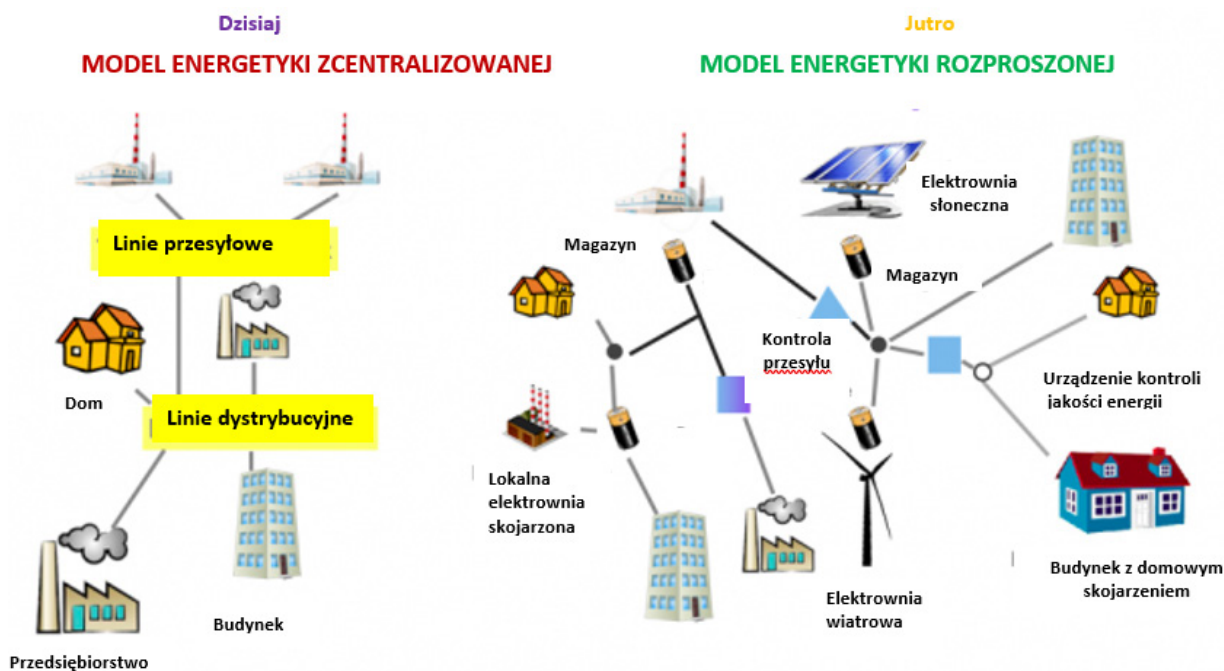 Dzisiaj
MODEL ENERGETYKI ZCENTRALIZOWANEJ
Linie przesyłowe
Dom
Linie dystrybucyjne
Budynek
Przedsiębiorstwo
Jutro
MODEL ENERGETYKI ROZPROSZONEJ
Elektrownia
słoneczna
Magazyn
Magazyn
Kontrola
przesyłu
Urządzenie kontroli
jakości energii
Lokalna
elektrownia
skojarzona
Elektrownia
wiatrowa
Budynek z domowym
skojarzeniem